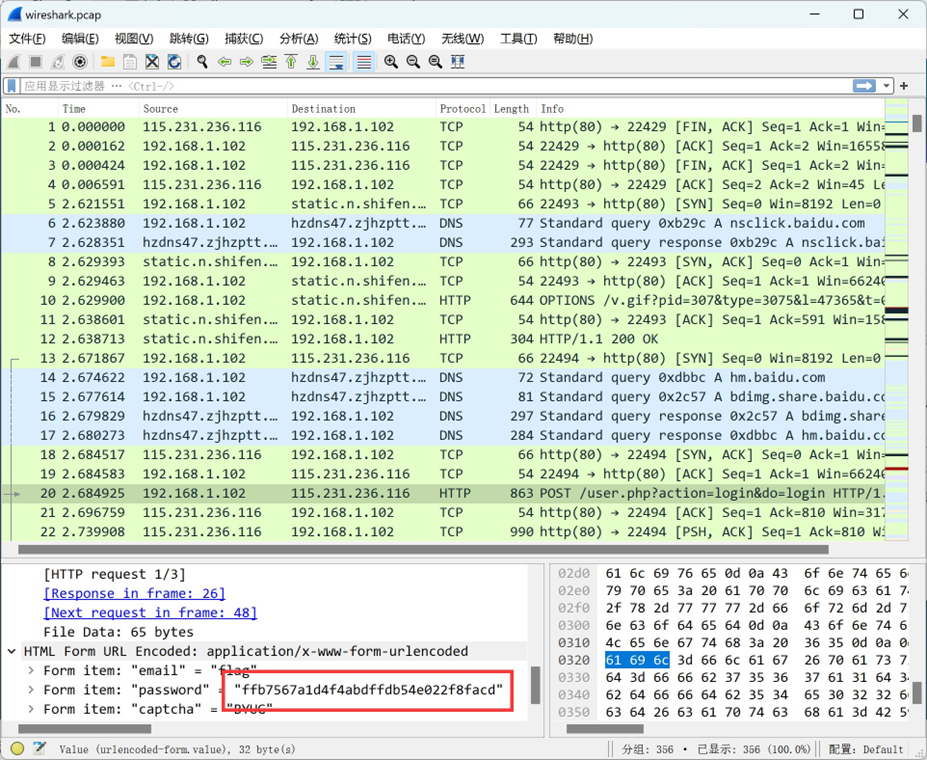 wireshark.pcap
文件(F) 编辑(E) 视图(V) 跳转(G) 捕获(C) 分析(A) 统计(S) 电话(Y) 无线(W) 工具(T) 帮助(H)
应用显示过滤器 … <Ctrl-/>
No. Time Source Destination Protocol Length Info
1 0.000000 115.231.236.116 192.168.1.102 TCP 54 http(80) → 22429 [FIN, ACK] Seq=1 Ack=1 Win=
2 0.000162 192.168.1.102 115.231.236.116 TCP 54 22429 → http(80) [ACK] Seq=1 Ack=2 Win=1655
3 0.000424 192.168.1.102 115.231.236.116 TCP 54 22429 → http(80) [FIN, ACK] Seq=1 Ack=2 Win=
4 0.006591 115.231.236.116 192.168.1.102 TCP 54 http(80) → 22429 [ACK] Seq=2 Ack=2 Win=45 Le
5 2.621551 192.168.1.102 static.n.shifen.… TCP 66 22493 → http(80) [SYN] Seq=0 Win=8192 Len=0
6 2.623880 192.168.1.102 hzdns47.zjhzptt.… DNS 77 Standard query 0xb29c A nsclick.baidu.com
7 2.628351 hzdns47.zjhzptt.… 192.168.1.102 DNS 293 Standard query response 0xb29c A nsclick.bai
8 2.629393 static.n.shifen.… 192.168.1.102 TCP 66 http(80) → 22493 [SYN, ACK] Seq=0 Ack=1 Win=
9 2.629463 192.168.1.102 static.n.shifen.… TCP 54 22493 → http(80) [ACK] Seq=1 Ack=1 Win=6624
10 2.629900 192.168.1.102 static.n.shifen.… HTTP 644 OPTIONS /v.gif?pid=307&type=3075&l=47365&t=
11 2.638601 static.n.shifen.… 192.168.1.102 TCP 54 http(80) → 22493 [ACK] Seq=1 Ack=591 Win=15
12 2.638713 static.n.shifen.… 192.168.1.102 HTTP 304 HTTP/1.1 200 OK
13 2.671867 192.168.1.102 115.231.236.116 TCP 66 22494 → http(80) [SYN] Seq=0 Win=8192 Len=0
14 2.674622 192.168.1.102 hzdns47.zjhzptt.… DNS 72 Standard query 0xdbbc A hm.baidu.com
15 2.677614 192.168.1.102 hzdns47.zjhzptt.… DNS 81 Standard query 0x2c57 A bdimg.share.baidu.c
16 2.679829 hzdns47.zjhzptt.… 192.168.1.102 DNS 297 Standard query response 0x2c57 A bdimg.share
17 2.680273 hzdns47.zjhzptt.… 192.168.1.102 DNS 284 Standard query response 0xdbbc A hm.baidu.c
18 2.684517 115.231.236.116 192.168.1.102 TCP 66 http(80) → 22494 [SYN, ACK] Seq=0 Ack=1 Win=
19 2.684583 192.168.1.102 115.231.236.116 TCP 54 22494 → http(80) [ACK] Seq=1 Ack=1 Win=6624
20 2.684925 192.168.1.102 115.231.236.116 HTTP 863 POST /user.php?action=login&do=login HTTP/1.
21 2.696759 115.231.236.116 192.168.1.102 TCP 54 http(80) → 22494 [ACK] Seq=1 Ack=810 Win=31
22 2.739908 115.231.236.116 192.168.1.102 TCP 990 http(80) → 22494 [PSH, ACK] Seq=1 Ack=810 W
[HTTP request 1/3]
[Response in frame: 26]
[Next request in frame: 48]
File Data: 65 bytes
HTML Form URL Encoded: application/x-www-form-urlencoded
Form item: "email" = "flag"
Form item: "password" = "ffb7567a1d4f4abdffdb54e022f8facd"
Form item: "captcha" = "BYUG"
02d0 61 6c 69 76 65 0d 0a 43 6f 6e 74 65
02e0 79 70 65 3a 20 61 70 70 6c 69 63 61
02f0 2f 78 2d 77 77 77 2d 66 6f 72 6d 2d
0300 6e 63 6f 64 65 64 0d 0a 43 6f 6e 74
0310 4c 65 6e 67 74 68 3a 20 36 35 0d 0a
0320 61 69 6c 3d 66 6c 61 67 26 70 61 73
0330 64 3d 66 66 62 37 35 36 37 61 31 64
0340 62 64 66 66 64 62 35 34 65 30 32 32
0350 63 64 26 63 61 70 74 63 68 61 3d 42
Value (urlencoded-form.value), 32 byte(s) 分组: 356 · 已显示: 356 (100.0%) 配置: Default